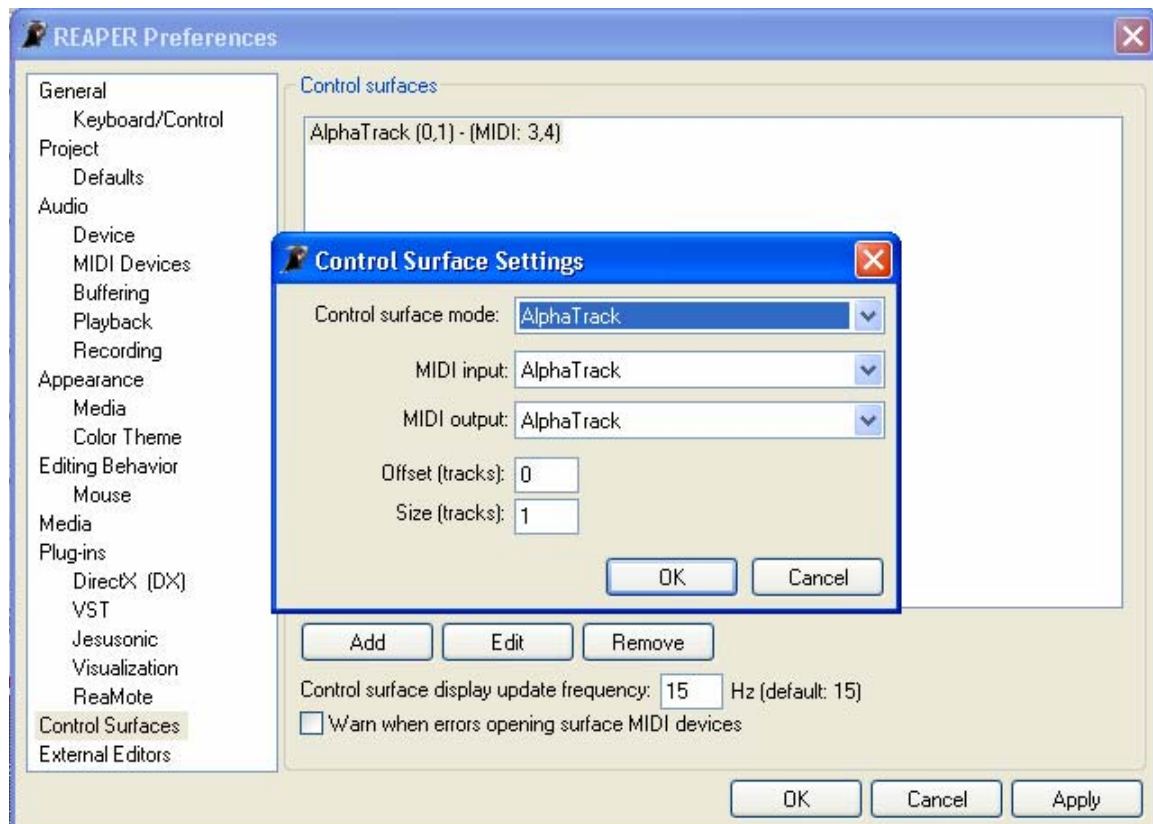 REAPER Preferences
General
Keyboard/Control
Project
Defaults
Audio
Device
MIDI Devices
Buffering
Playback
Recording
Appearance
Media
Color Theme
Editing Behavior
Mouse
Media
Plug-ins
DirectX (DX)
VST
Jesusonic
Visualization
ReaMote
Control Surfaces
External Editors
Control surfaces
AlphaTrack (0,1) - (MIDI: 3,4)
Control Surface Settings
Control surface mode: AlphaTrack
MIDI input: AlphaTrack
MIDI output: AlphaTrack
Offset (tracks): 0
Size (tracks): 1
OK Cancel
Add Edit Remove
Control surface display update frequency: 15 Hz (default: 15)
Warn when errors opening surface MIDI devices
OK Cancel Apply